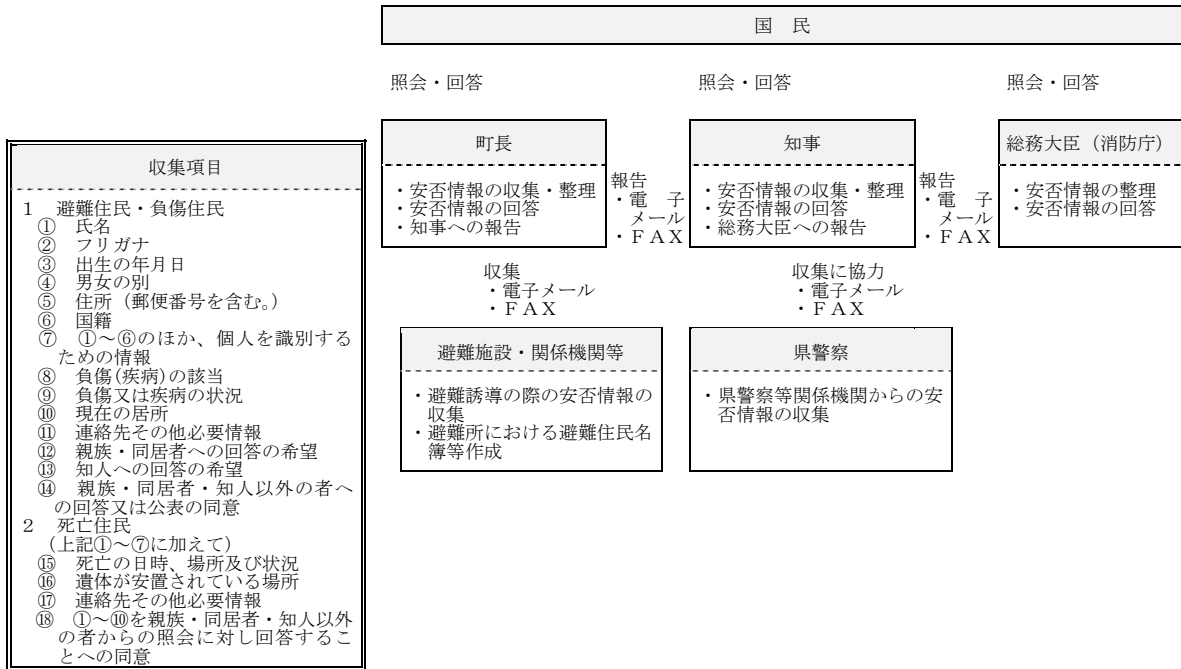 国　民
照会・回答
照会・回答
照会・回答
町長
・安否情報の収集・整理
・安否情報の回答
・知事への報告
報告
・電　子
メール
・ＦＡＸ
知事
・安否情報の収集・整理
・安否情報の回答
・総務大臣への報告
報告
・電　子
メール
・ＦＡＸ
総務大臣（消防庁）
・安否情報の整理
・安否情報の回答
収集
・電子メール
・ＦＡＸ
収集に協力
・電子メール
・ＦＡＸ
避難施設・関係機関等
・避難誘導の際の安否情報の
収集
・避難所における避難住民名
簿等作成
県警察
・県警察等関係機関からの安
否情報の収集
収集項目
１　避難住民・負傷住民
①　氏名
②　フリガナ
③　出生の年月日
④　男女の別
⑤　住所（郵便番号を含む。）
⑥　国籍
⑦　①～⑥のほか、個人を識別する
ための情報
⑧　負傷(疾病)の該当
⑨　負傷又は疾病の状況
⑩　現在の居所
⑪　連絡先その他必要情報
⑫　親族・同居者への回答の希望
⑬　知人への回答の希望
⑭　親族・同居者・知人以外の者へ
の回答又は公表の同意
２　死亡住民
（上記①～⑦に加えて）
⑮　死亡の日時、場所及び状況
⑯　遺体が安置されている場所
⑰　連絡先その他必要情報
⑱　①～⑩を親族・同居者・知人以外
の者からの照会に対し回答するこ
とへの同意